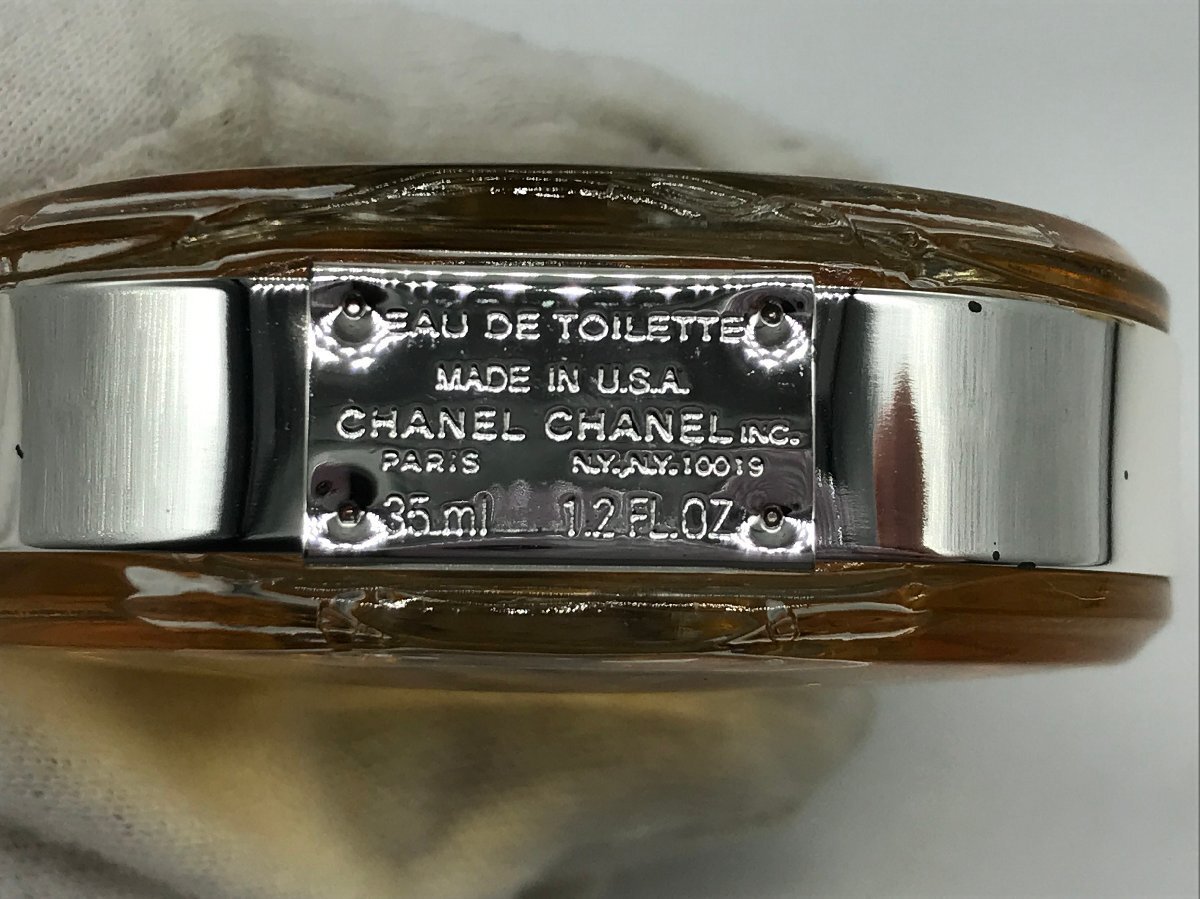 EAU DE TOILETTE
MADE IN U.S.A.
CHANEL CHANEL INC.
PARIS N.Y., N.Y. 10019
35 ml 1.2 FL.OZ